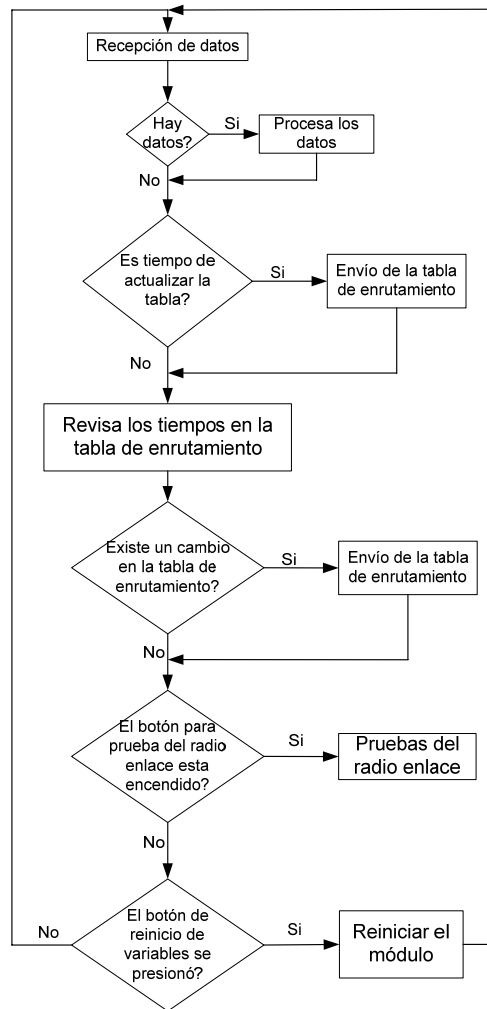 Recepción de datos
Hay
datos?
Si
Procesa los
datos
No
Es tiempo de
actualizar la
tabla?
Si
Envío de la tabla
de enrutamiento
No
Revisa los tiempos en la
tabla de enrutamiento
Existe un cambio
en la tabla de
enrutamiento?
Si
Envío de la tabla
de enrutamiento
No
El botón para
prueba del radio
enlace esta
encendido?
Si
Pruebas del
radio enlace
No
El botón de
reinicio de
variables se
presionó?
No
Si
Reiniciar el
módulo